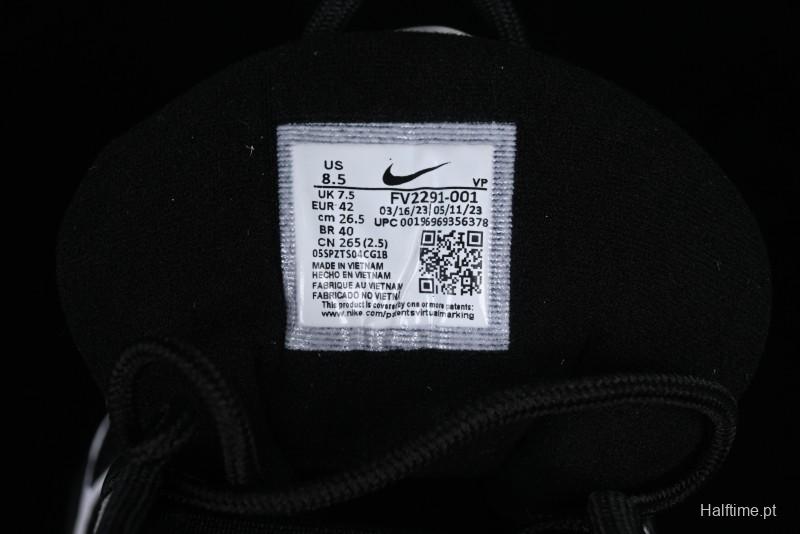 US
8.5
VP
UK 7.5
FV2291-001
EUR 42
03/16/23 05/11/23
cm 26.5
UPC 00196969356378
BR 40
CN 265 (2.5)
05SPZTS04CG1B
MADE IN VIETNAM
HECHO EN VIETNAM
FABRIQUE AU VIETNAM
FABRICADO NO VIETNA
This product is covered by one or more patents:
www.nike.com/patentsvirtualmarking
Halftime.pt